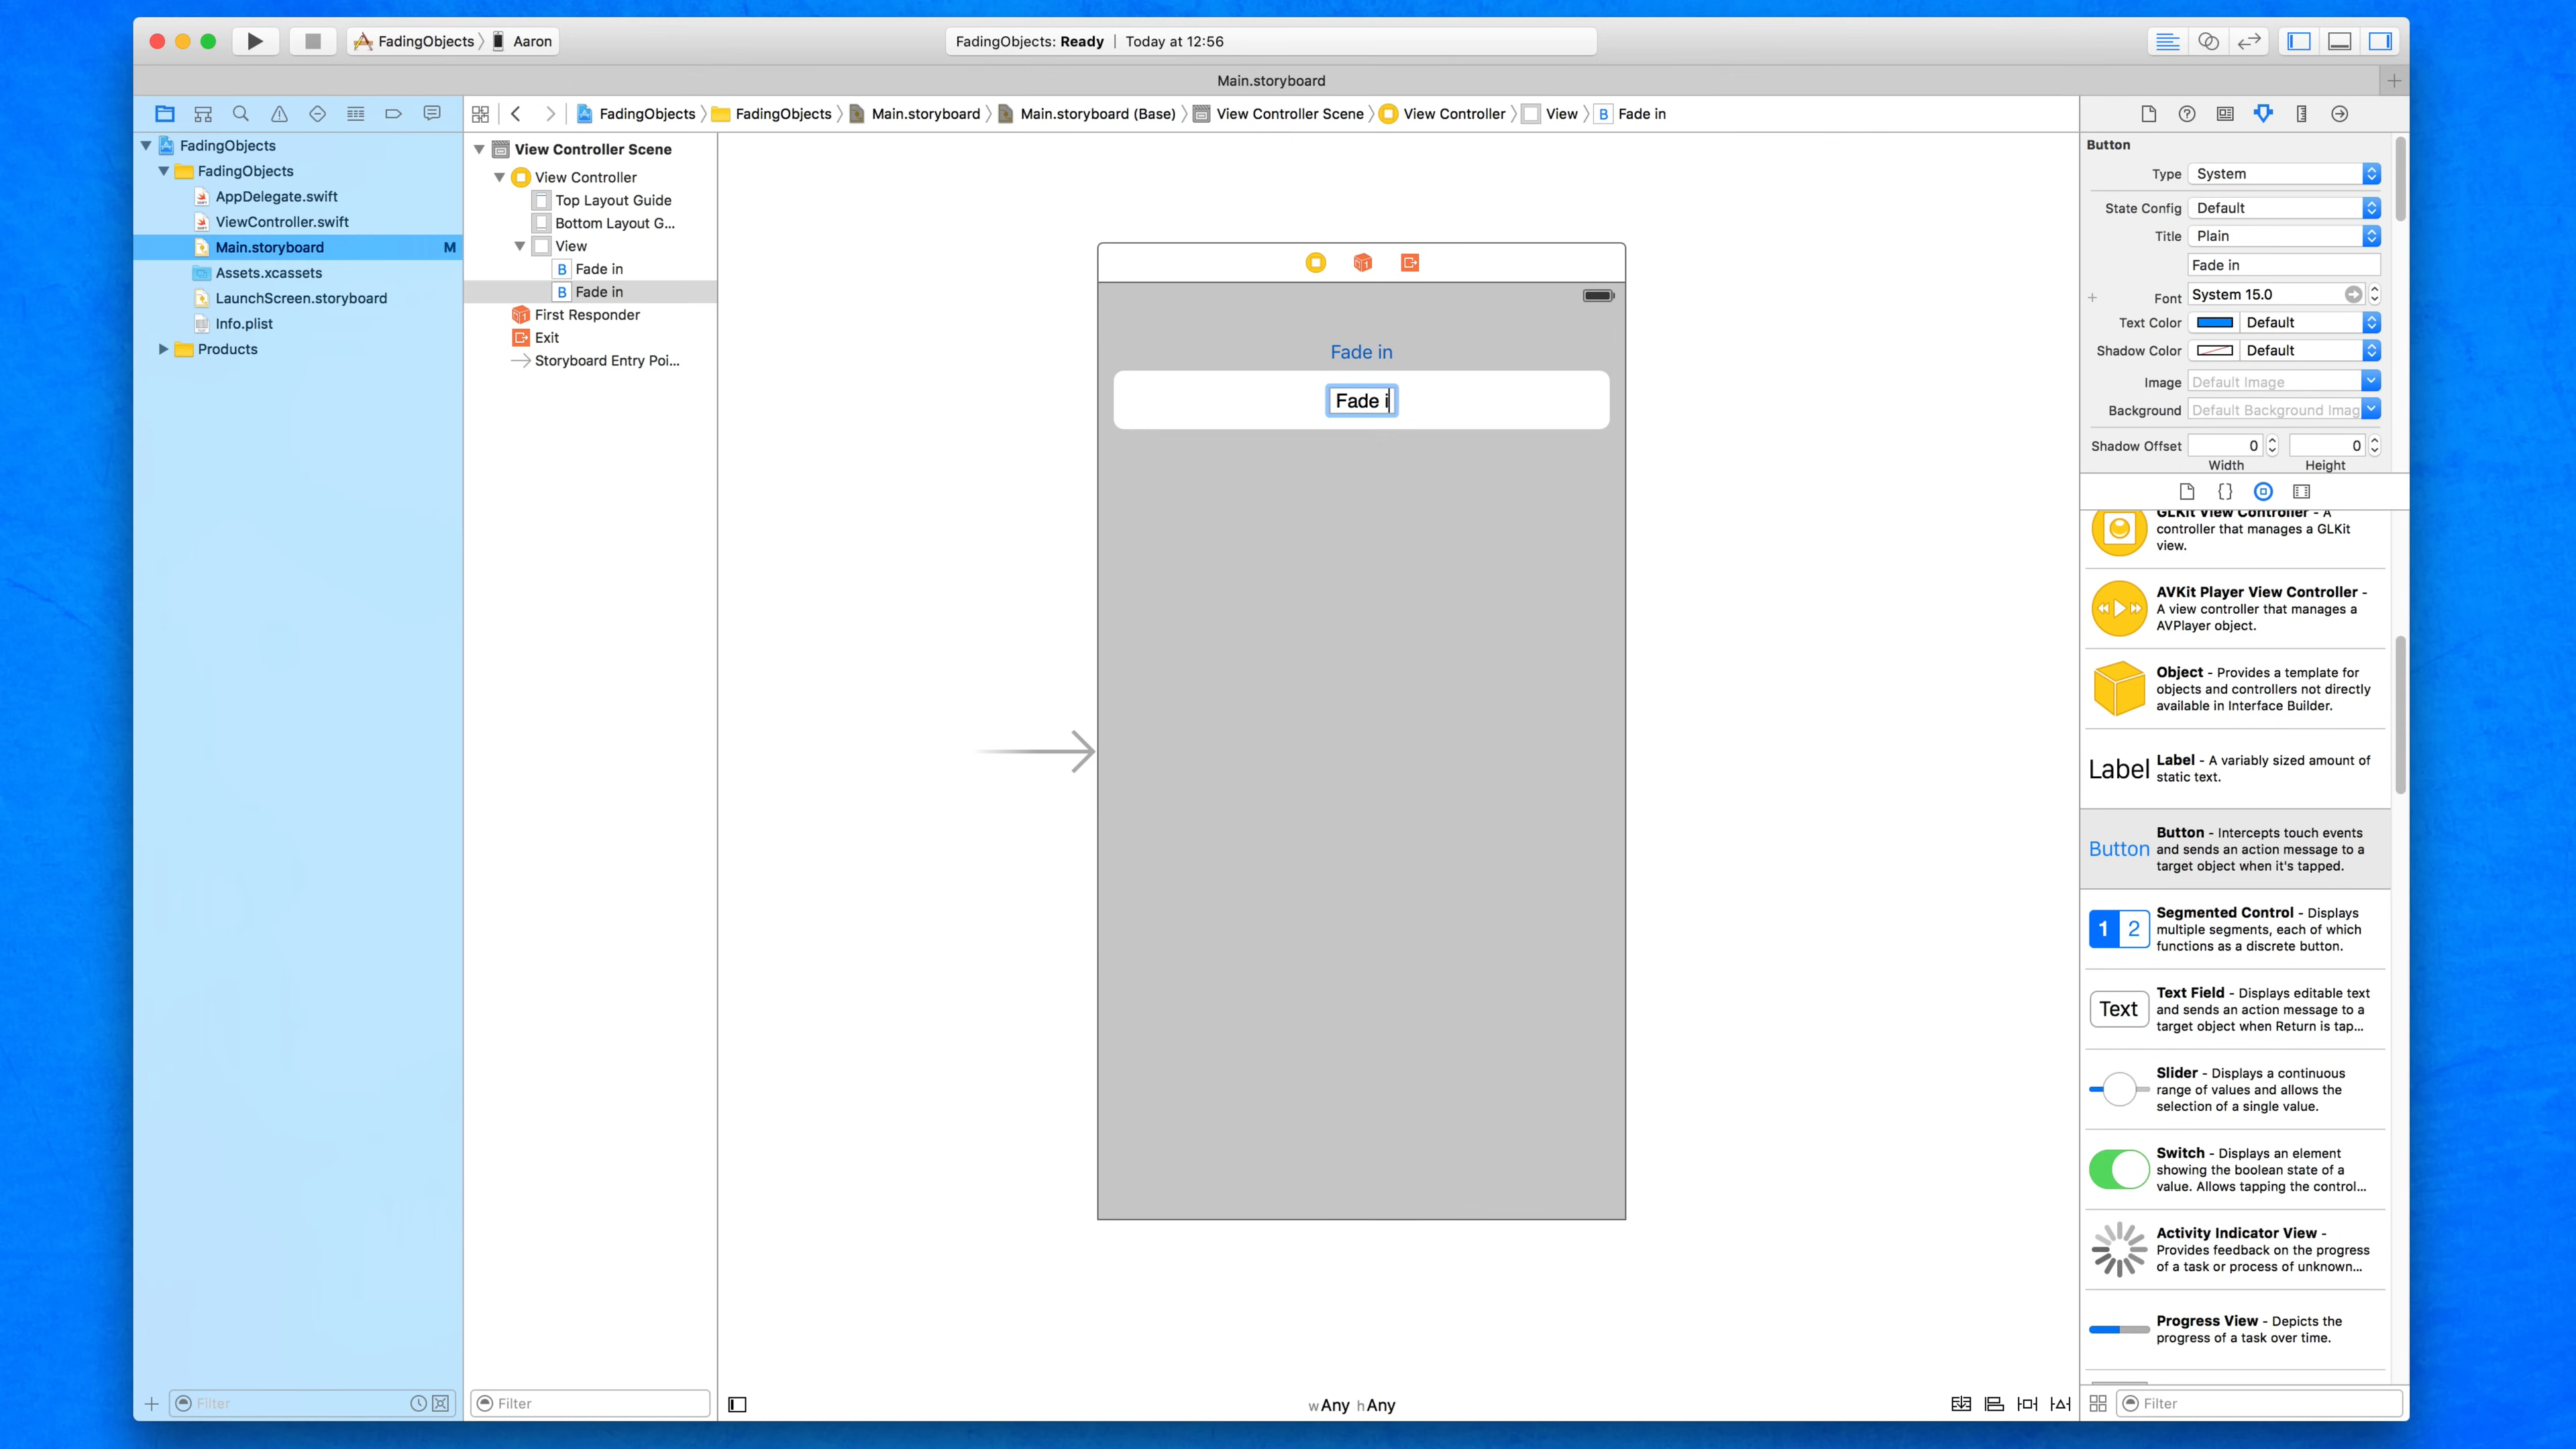 FadingObjects Aaron
FadingObjects: Ready | Today at 12:56
Main.storyboard
FadingObjects FadingObjects Main.storyboard Main.storyboard (Base) View Controller Scene View Controller View B Fade in
FadingObjects
FadingObjects
AppDelegate.swift
ViewController.swift
Main.storyboard M
Assets.xcassets
LaunchScreen.storyboard
Info.plist
Products
Filter
View Controller Scene
View Controller
Top Layout Guide
Bottom Layout G...
View
B Fade in
B Fade in
First Responder
Exit
Storyboard Entry Poi...
Filter
Fade in
Fade i
wAny hAny
Button
Type System
State Config Default
Title Plain
Fade in
Font System 15.0
Text Color Default
Shadow Color Default
Image Default Image
Background Default Background Imag
Shadow Offset 0 0
Width Height
GLKit View Controller - A
controller that manages a GLKit
view.
AVKit Player View Controller -
A view controller that manages a
AVPlayer object.
Object - Provides a template for
objects and controllers not directly
available in Interface Builder.
Label
Label - A variably sized amount of
static text.
Button
Button - Intercepts touch events
and sends an action message to a
target object when it's tapped.
1 2
Segmented Control - Displays
multiple segments, each of which
functions as a discrete button.
Text
Text Field - Displays editable text
and sends an action message to a
target object when Return is tap...
Slider - Displays a continuous
range of values and allows the
selection of a single value.
Switch - Displays an element
showing the boolean state of a
value. Allows tapping the control...
Activity Indicator View -
Provides feedback on the progress
of a task or process of unknown...
Progress View - Depicts the
progress of a task over time.
Filter